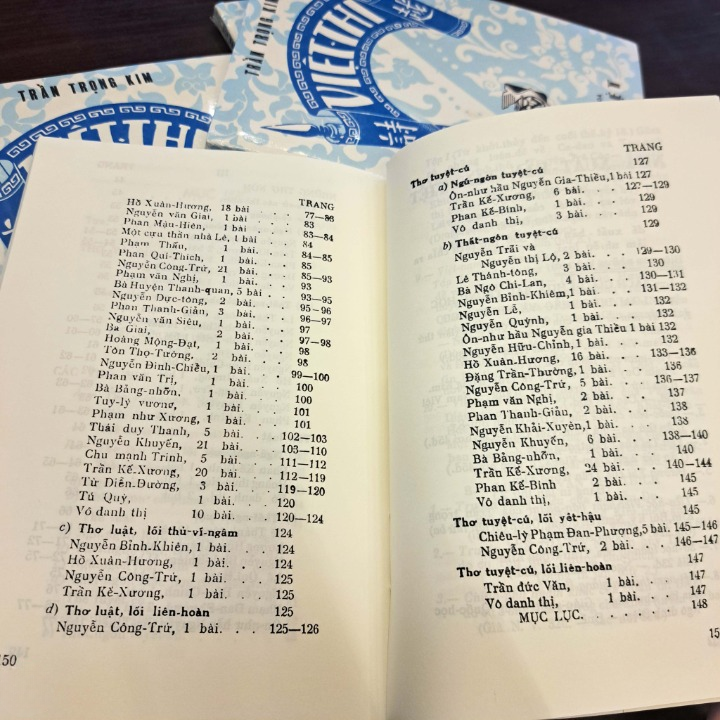 TRẦN TRỌNG KIM
VIỆT-THI
TRẦN TRỌNG KIM
VIỆT-THI
TRANG
Hồ Xuân-Hương, 18 bài . . 77—86
Nguyễn văn Giai, 1 bài . . 83
Phan Mậu-Hiên, 1 bài . . 83—84
Một cựu thần nhà Lê, 1 bài . 84
Phạm Thấu, 1 bài . . 84—85
Phan Quí-Thích, 1 bài . . 85
Nguyễn Công-Trứ, 21 bài . . 85—93
Phạm văn Nghị, 1 bài . . 93
Bà Huyện Thanh-quan, 5 bài . . 93—95
Nguyễn Dực-tông, 2 bài . . 95-96
Phan Thanh-Giản, 3 bài . . 96—97
Nguyễn văn Siêu, 1 bài . . 97
Ba Giai, 2 bài . . 97—98
Hoàng Mộng-Đạt, 1 bài . . 98
Tôn Thọ-Tường, 2 bài . . 98
Nguyễn Đình-Chiểu, 1 bài . . 99—100
Phan văn Trị, 1 bài . . 100
Bà Bảng-nhỡn, 1 bài . . 100
Tuy-lý vương, 1 bài. . . 101
Phạm như Xương, 1 bài. . . 101
Thái duy Thanh, 5 bài . . 102—103
Nguyễn Khuyến, 21 bài . . 103—110
Chu mạnh Trinh, 5 bài. . . 111—112
Trần Kế-Xương, 20 bài . . 112—119
Từ Diễn-Đường, 3 bài. . . 119—120
Tú Quỳ, 1 bài. . . 120
Vô danh thị 10 bài. . . 120—124
c) Thơ luật, lối thủ-vĩ-ngâm 124
Nguyễn Bỉnh-Khiên, 1 bài. . . 124
Hồ Xuân-Hương, 1 bài. . . 124
Nguyễn Công-Trứ, 1 bài. . . 125
Trần Kế-Xương, 1 bài. . . 125
d) Thơ luật, lối liên-hoàn 125
Nguyễn Công-Trứ, 1 bài. . . 125—126
150
TRANG
Thơ tuyệt-cú 127
a) Ngũ-ngôn tuyệt-cú
Ôn-như hầu Nguyễn Gia-Thiều, 1 bài 127
Trần Kế-Xương, 6 bài . . 127—129
Phan Kế-Bính, 1 bài . . 129
Vô danh thị, 3 bài . . 129
b) Thất-ngôn tuyệt-cú
Nguyễn Trãi và
Nguyễn thị Lộ, 2 bài. . . 129—130
Lê Thánh-tông, 3 bài . . 130
Bà Ngô Chi-Lan, 4 bài . . 130—131
Nguyễn Bỉnh-Khiêm, 1 bài. . . 131—132
Nguyễn Lễ, 1 bài. . . 132
Nguyễn Quỳnh, 1 bài. . . 132
Ôn-như hầu Nguyễn gia Thiều 1 bài 132
Nguyễn Hữu-Chỉnh, 1 bài. . . 132
Hồ Xuân-Hương, 16 bài . . 133—136
Đặng Trần-Thường, 1 bài. . . 136
Nguyễn Công-Trứ, 5 bài . . 136—137
Phạm văn Nghị, 2 bài. . . 137
Phan Thanh-Giản, 2 bài. . . 138
Nguyễn Khải-Xuyên, 1 bài. . . 138
Nguyễn Khuyến, 6 bài . . 138—140
Bà Bảng-nhỡn, 1 bài . . 140
Trần Kế-Xương, 24 bài . . 140—144
Phan Kế-Bính 2 bài . . 145
Vô danh thị, 1 bài. . . 145
Thơ tuyệt-cú, lối yết-hậu 145
Chiêu-lý Phạm Đan-Phượng, 5 bài. 145—146
Nguyễn Công-Trứ, 2 bài. . . 146—147
Thơ tuyệt-cú, lối liên-hoàn 147
Trần đức Văn, 1 bài. . . 147
Vô danh thị, 1 bài. . . 147
MỤC LỤC. . . . 148
15